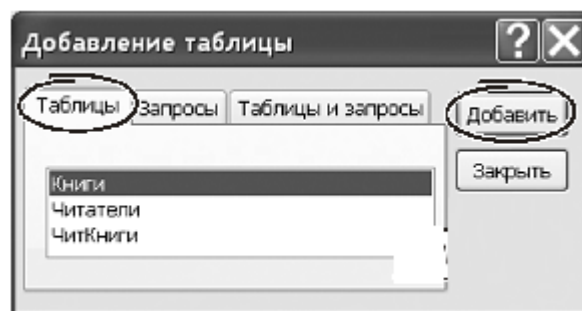 Добавление таблицы
Таблицы Запросы Таблицы и запросы Добавить
Закрыть
Книги
Читатели
ЧитКниги